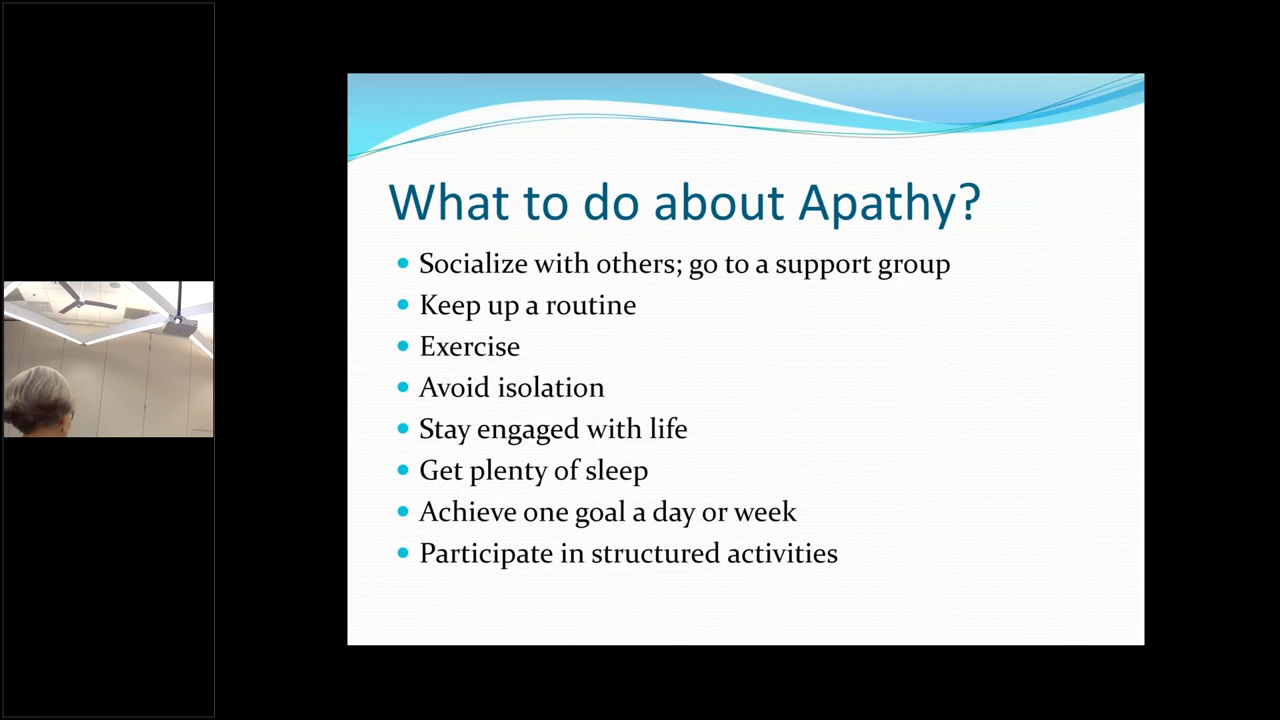 What to do about Apathy?
Socialize with others; go to a support group
Keep up a routine
Exercise
Avoid isolation
Stay engaged with life
Get plenty of sleep
Achieve one goal a day or week
Participate in structured activities